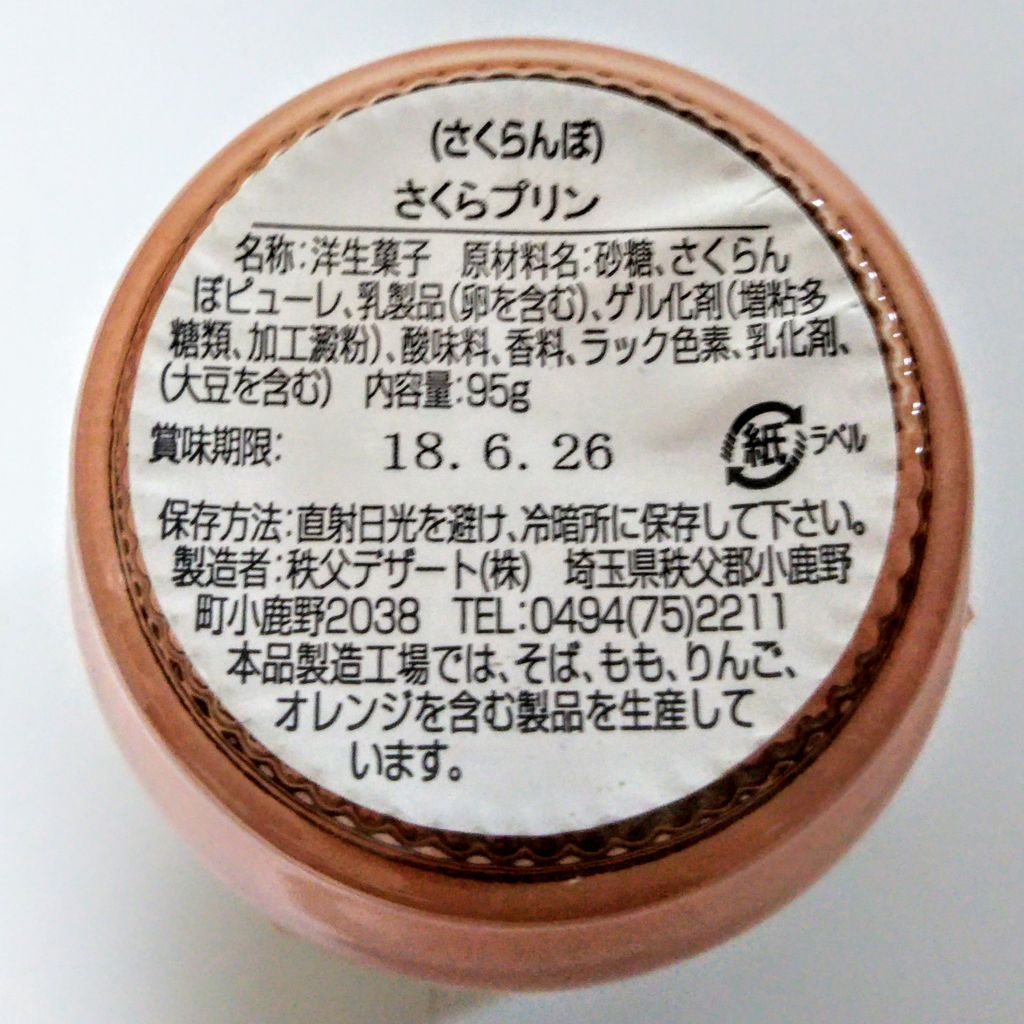 (さくらんぼ)
さくらプリン
名称:洋生菓子 原材料名:砂糖、さくらん
ぼピューレ、乳製品(卵を含む)、ゲル化剤(増粘多
糖類、加工澱粉)、酸味料、香料、ラック色素、乳化剤、
(大豆を含む) 内容量:95g
賞味期限: 18. 6. 26 紙 ラベル
保存方法:直射日光を避け、冷暗所に保存して下さい。
製造者:秩父デザート(株) 埼玉県秩父郡小鹿野
町小鹿野2038 TEL:0494(75)2211
本品製造工場では、そば、もも、りんご、
オレンジを含む製品を生産して
います。